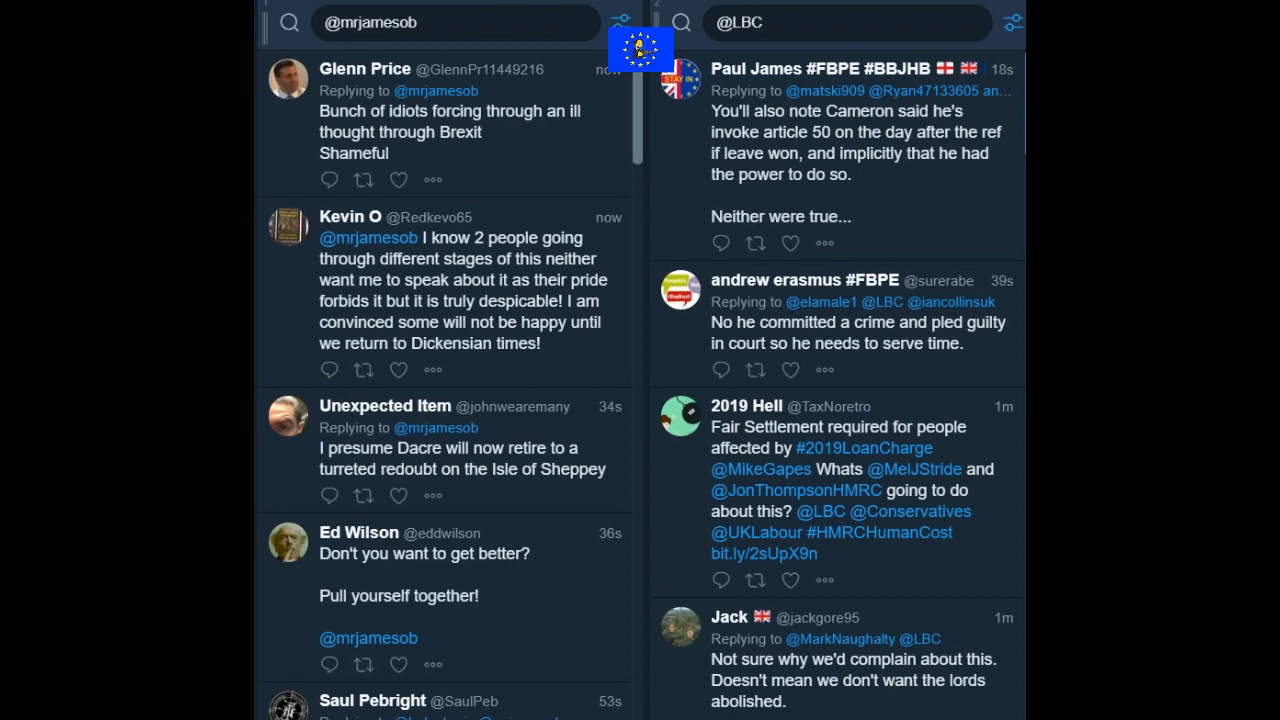 @mrjamesob
Glenn Price @GlennPr11449216 now
Replying to @mrjamesob
Bunch of idiots forcing through an ill
thought through Brexit
Shameful
Kevin O @Redkevo65 now
@mrjamesob I know 2 people going
through different stages of this neither
want me to speak about it as their pride
forbids it but it is truly despicable! I am
convinced some will not be happy until
we return to Dickensian times!
Unexpected Item @johnwearemany 34s
Replying to @mrjamesob
I presume Dacre will now retire to a
turreted redoubt on the Isle of Sheppey
Ed Wilson @eddwilson 36s
Don't you want to get better?
Pull yourself together!
@mrjamesob
Saul Pebright @SaulPeb 53s
2
@LBC
STAY IN
Paul James #FBPE #BBJHB 18s
Replying to @matski909 @Ryan47133605 an...
You'll also note Cameron said he's
invoke article 50 on the day after the ref
if leave won, and implicitly that he had
the power to do so.
Neither were true...
andrew erasmus #FBPE @surerabe 39s
Replying to @elamale1 @LBC @iancollinsuk
No he committed a crime and pled guilty
in court so he needs to serve time.
2019 Hell @TaxNoretro 1m
Fair Settlement required for people
affected by #2019LoanCharge
@MikeGapes Whats @MelJStride and
@JonThompsonHMRC going to do
about this? @LBC @Conservatives
@UKLabour #HMRCHumanCost
bit.ly/2sUpX9n
Jack @jackgore95 1m
Replying to @MarkNaughalty @LBC
Not sure why we'd complain about this.
Doesn't mean we don't want the lords
abolished.